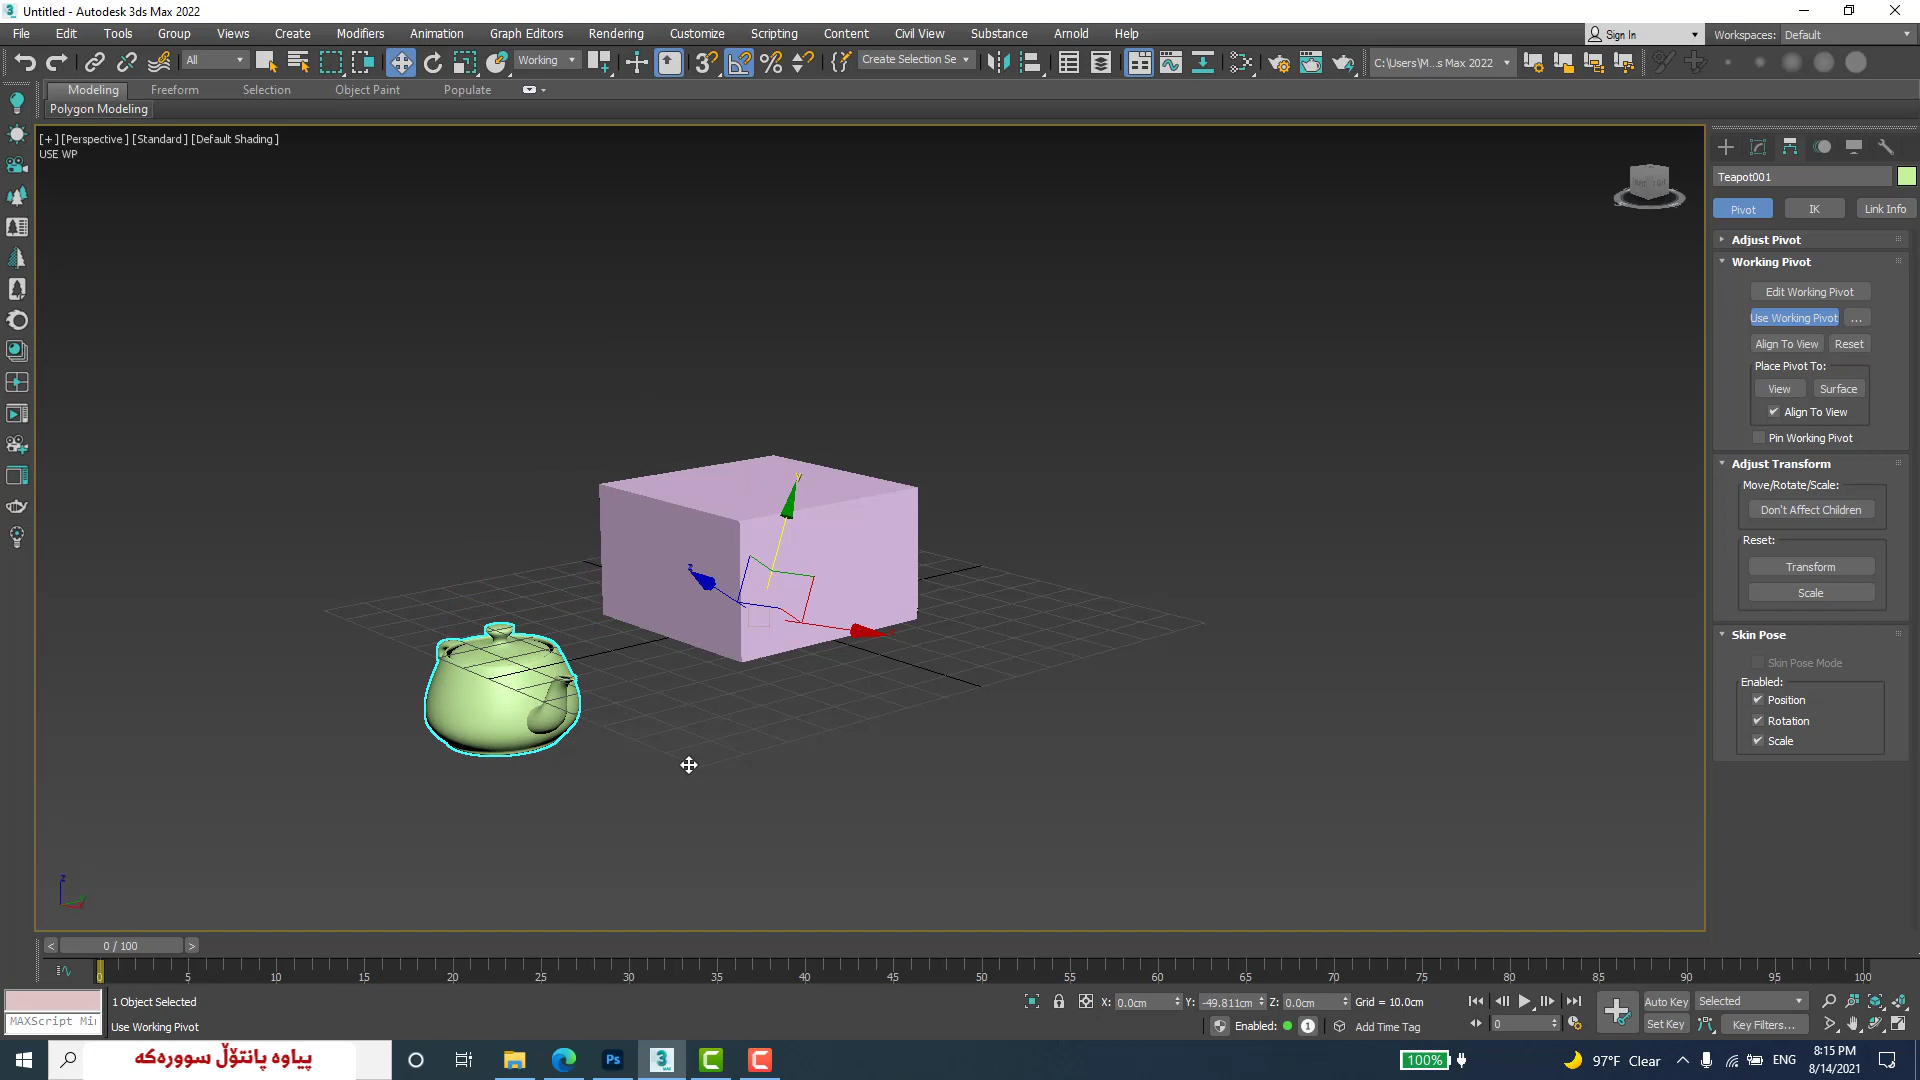 Untitled - Autodesk 3ds Max 2022
File Edit Tools Group Views Create Modifiers Animation Graph Editors Rendering Customize Scripting Content Civil View Substance Arnold Help
Sign In Workspaces: Default
All Working Create Selection Se C:\Users\M...s Max 2022
Modeling Freeform Selection Object Paint Populate
Polygon Modeling
[+] [Perspective] [Standard] [Default Shading]
USE WP
Teapot001
Pivot IK Link Info
Adjust Pivot
Working Pivot
Edit Working Pivot
Use Working Pivot ...
Align To View Reset
Place Pivot To:
View Surface
Align To View
Pin Working Pivot
Adjust Transform
Move/Rotate/Scale:
Don't Affect Children
Reset:
Transform
Scale
Skin Pose
Skin Pose Mode
Enabled:
Position
Rotation
Scale
0 / 100
0 5 10 15 20 25 30 35 40 45 50 55 60 65 70 75 80 85 90 95 100
1 Object Selected X: 0.0cm Y: -49.811cm Z: 0.0cm Grid = 10.0cm Auto Key Selected
MAXScript Mi
Use Working Pivot Enabled: 1 Add Time Tag 0 Set Key Key Filters...
پیاوە پانتۆڵ سوورەکە
Ps 3 MAX C C 100% 97°F Clear ENG
8:15 PM
8/14/2021